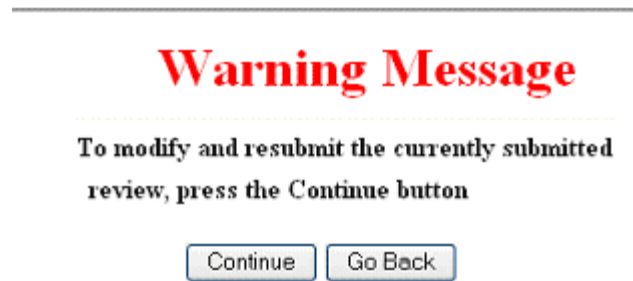 Warning Message
To modify and resubmit the currently submitted
review, press the Continue button
Continue Go Back